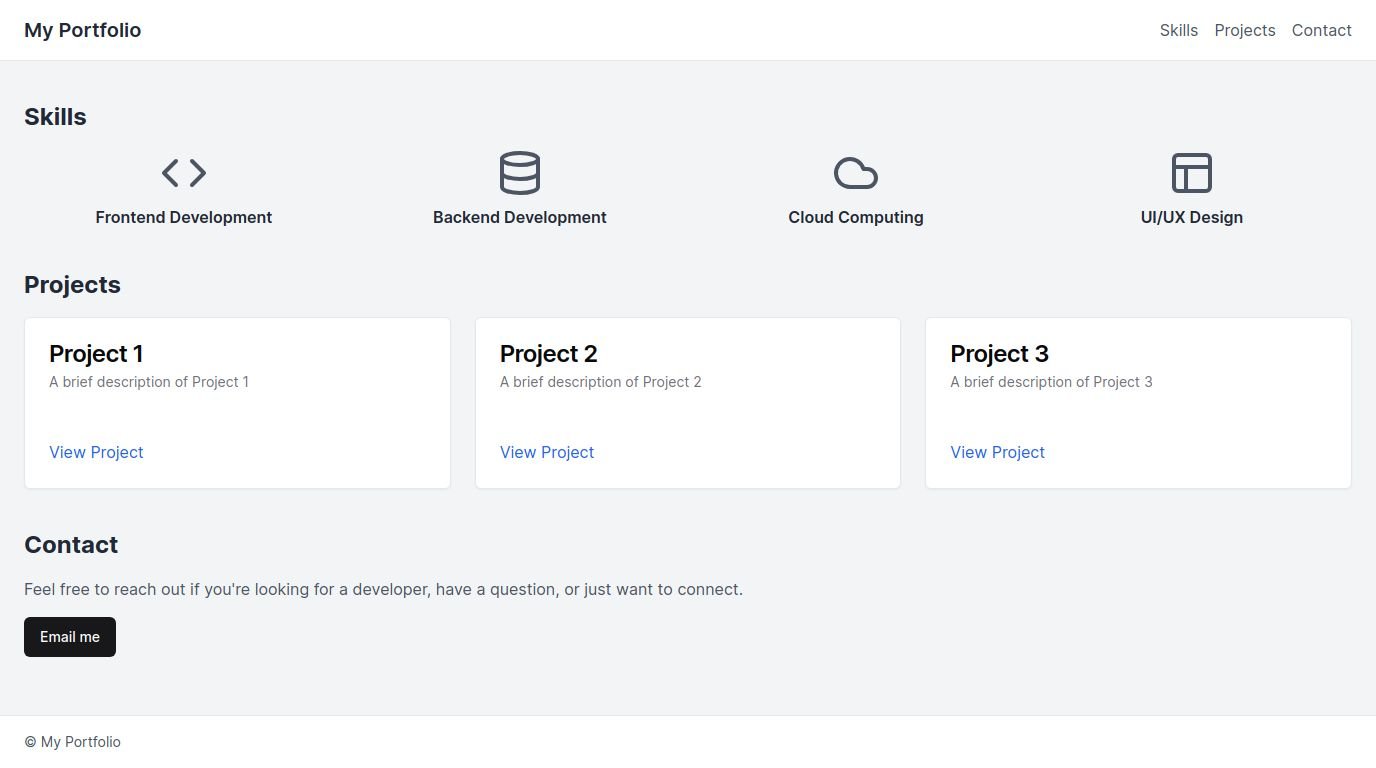 My Portfolio
Skills Projects Contact
Skills
Frontend Development
Backend Development
Cloud Computing
UI/UX Design
Projects
Project 1
A brief description of Project 1
View Project
Project 2
A brief description of Project 2
View Project
Project 3
A brief description of Project 3
View Project
Contact
Feel free to reach out if you're looking for a developer, have a question, or just want to connect.
Email me
© My Portfolio